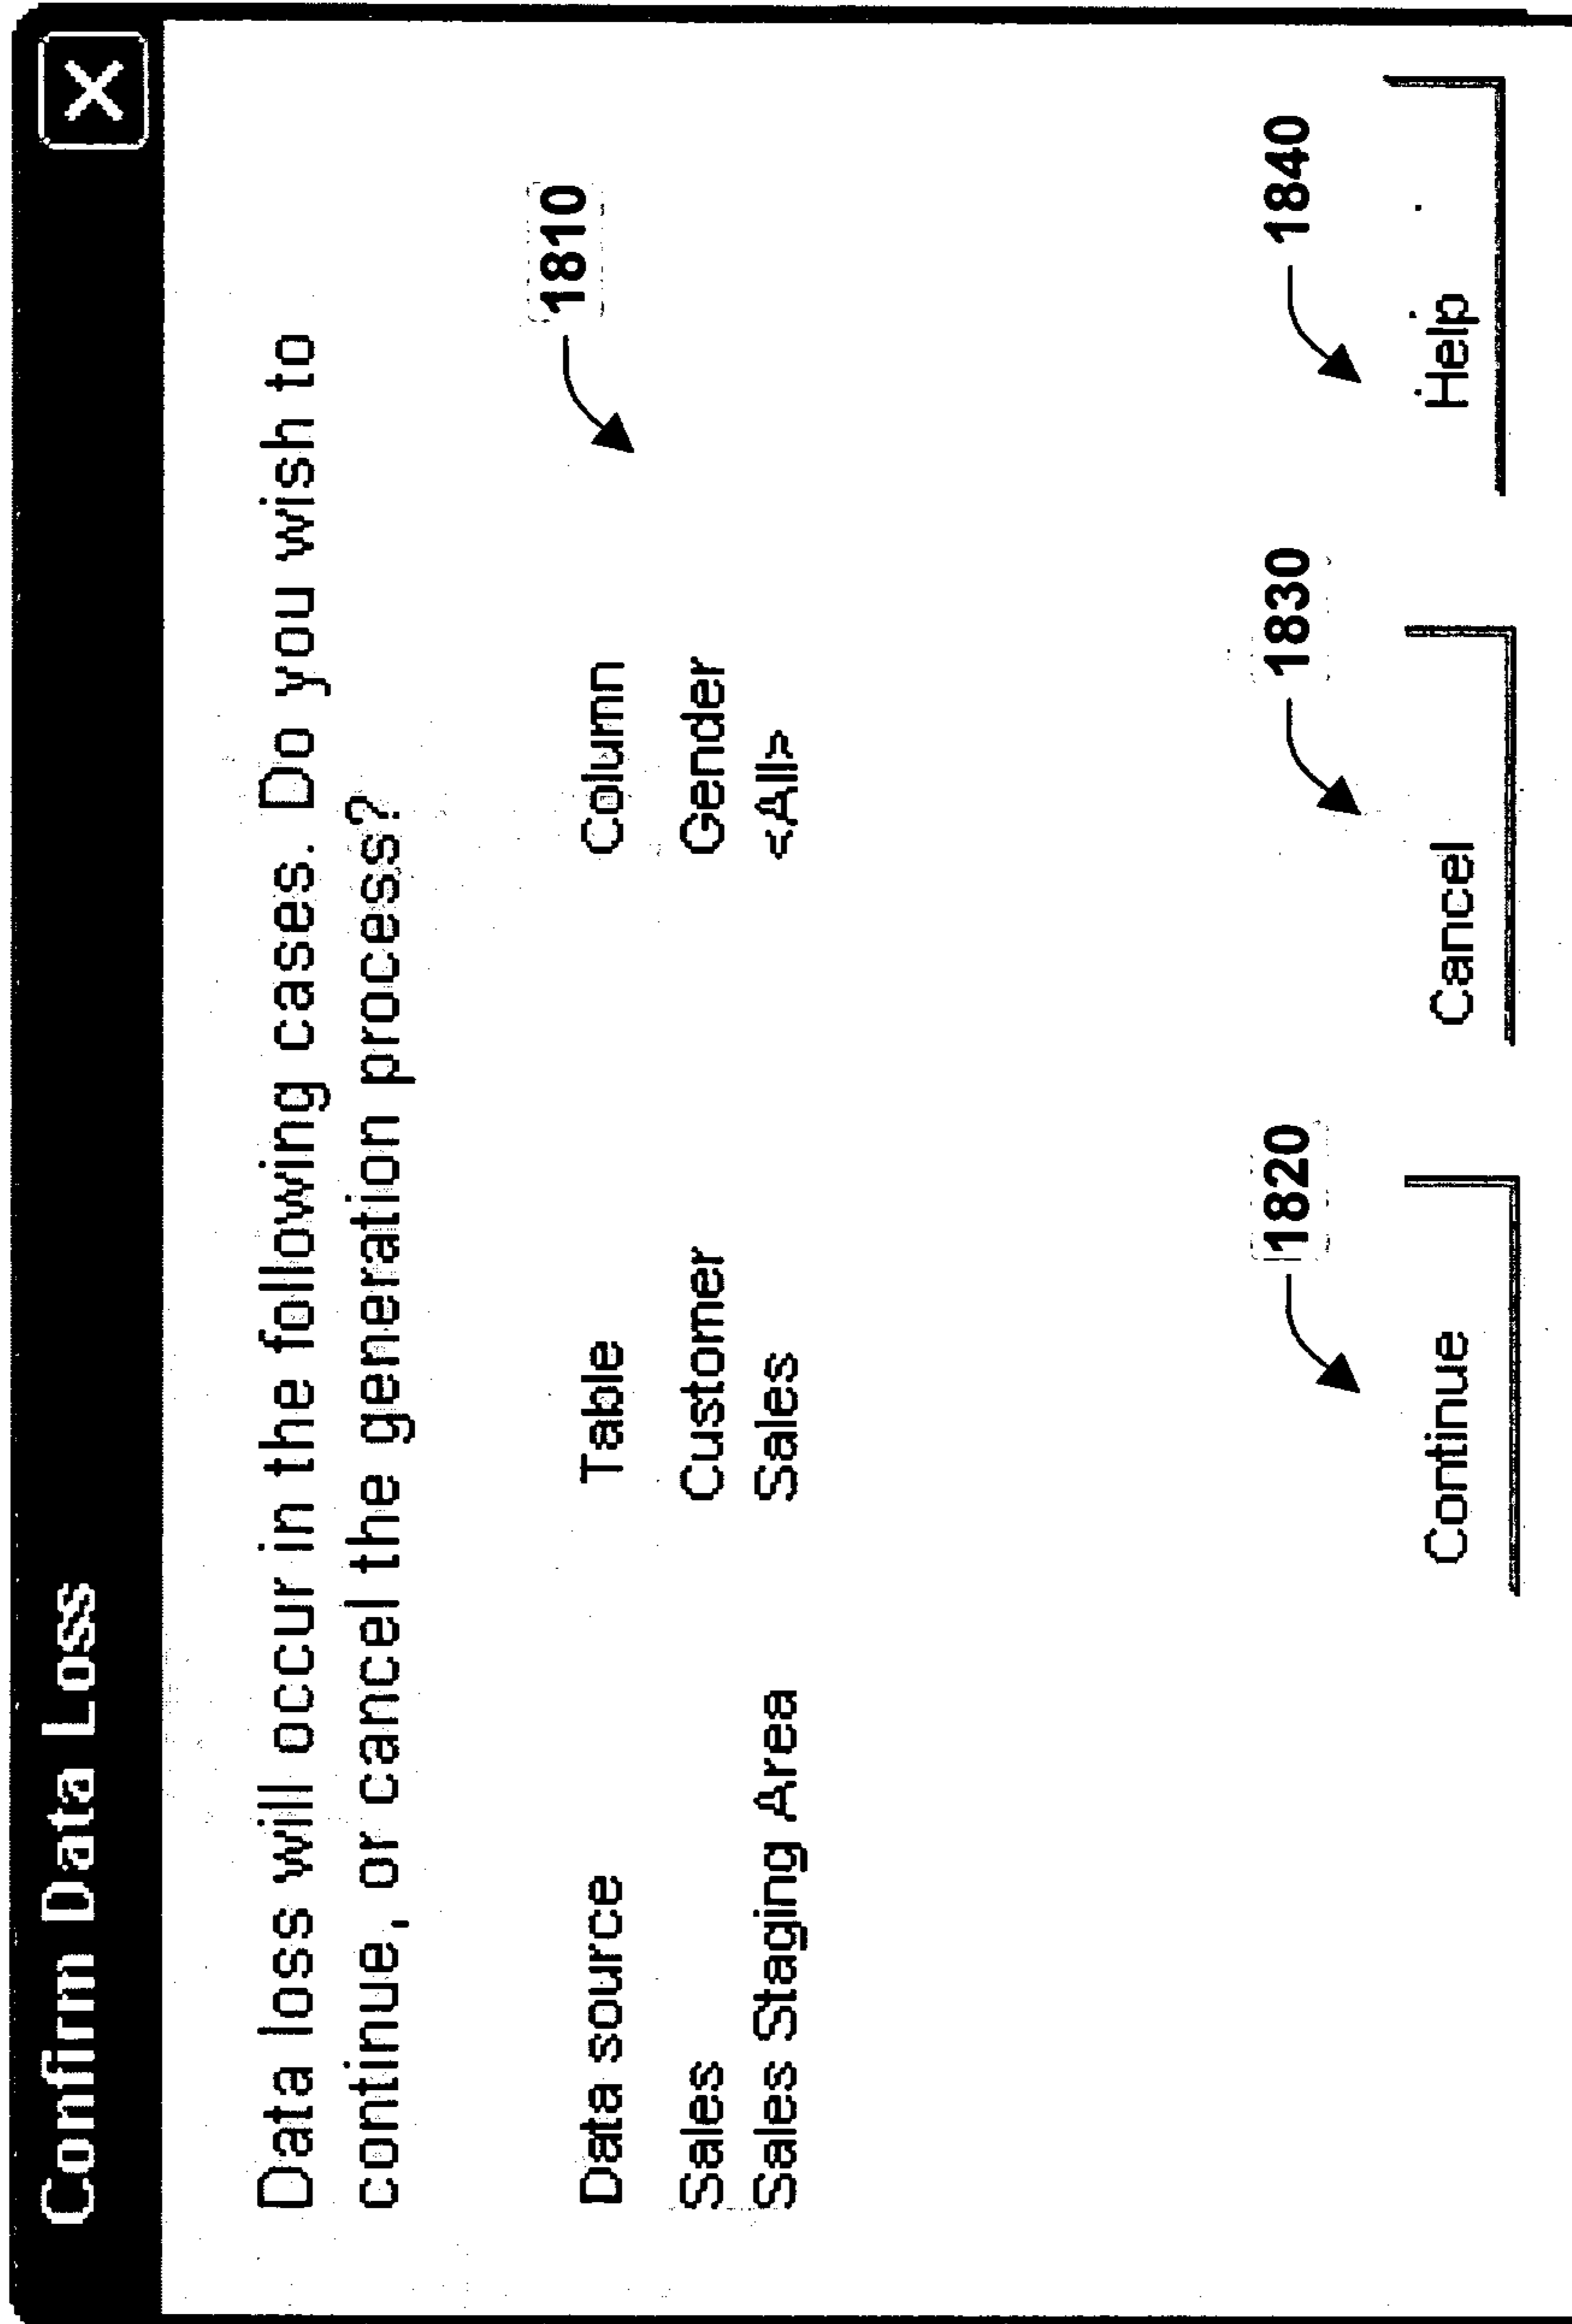 Confirm Data Loss X
Data loss will occur in the following cases. Do you wish to
continue, or cancel the generation process?
1810
Data source Table Column
Sales Customer Gender
Sales Staging Area Sales <All>
1820 1830 1840
Continue Cancel Help